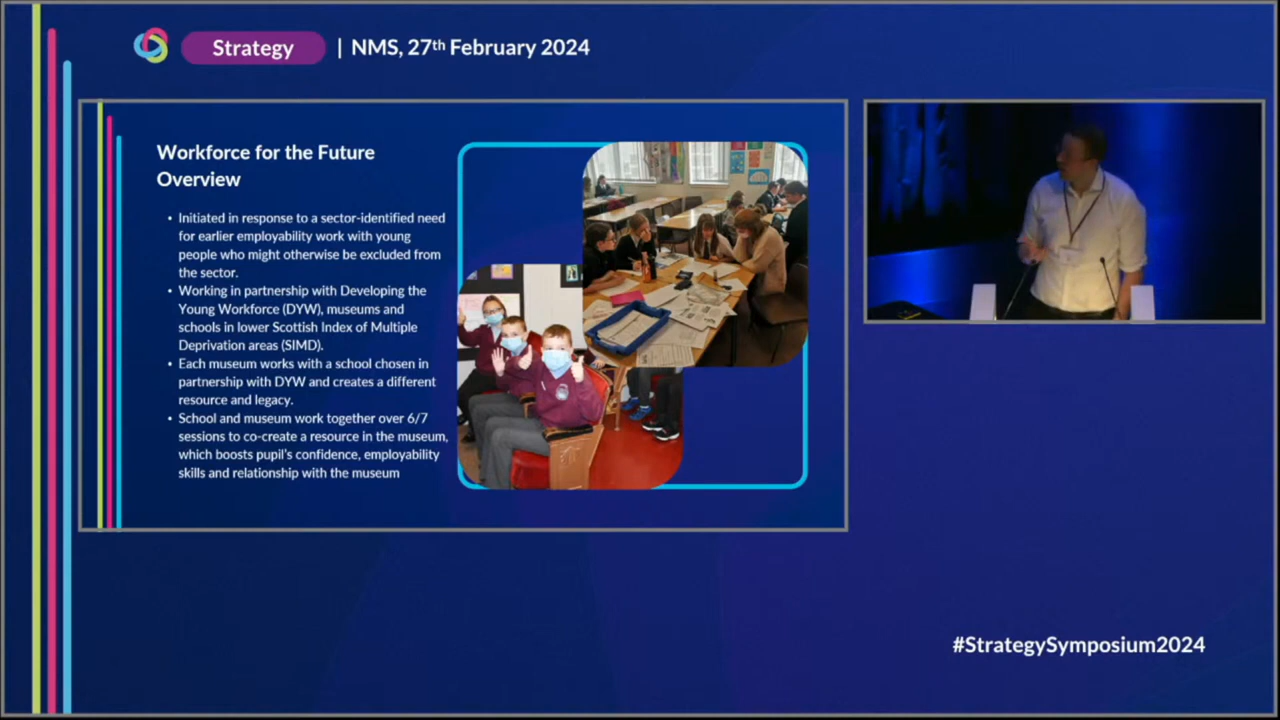 Strategy | NMS, 27th February 2024
Workforce for the Future
Overview
• Initiated in response to a sector-identified need
for earlier employability work with young
people who might otherwise be excluded from
the sector.
• Working in partnership with Developing the
Young Workforce (DYW), museums and
schools in lower Scottish Index of Multiple
Deprivation areas (SIMD).
• Each museum works with a school chosen in
partnership with DYW and creates a different
resource and legacy.
• School and museum work together over 6/7
sessions to co-create a resource in the museum,
which boosts pupil's confidence, employability
skills and relationship with the museum
#StrategySymposium2024